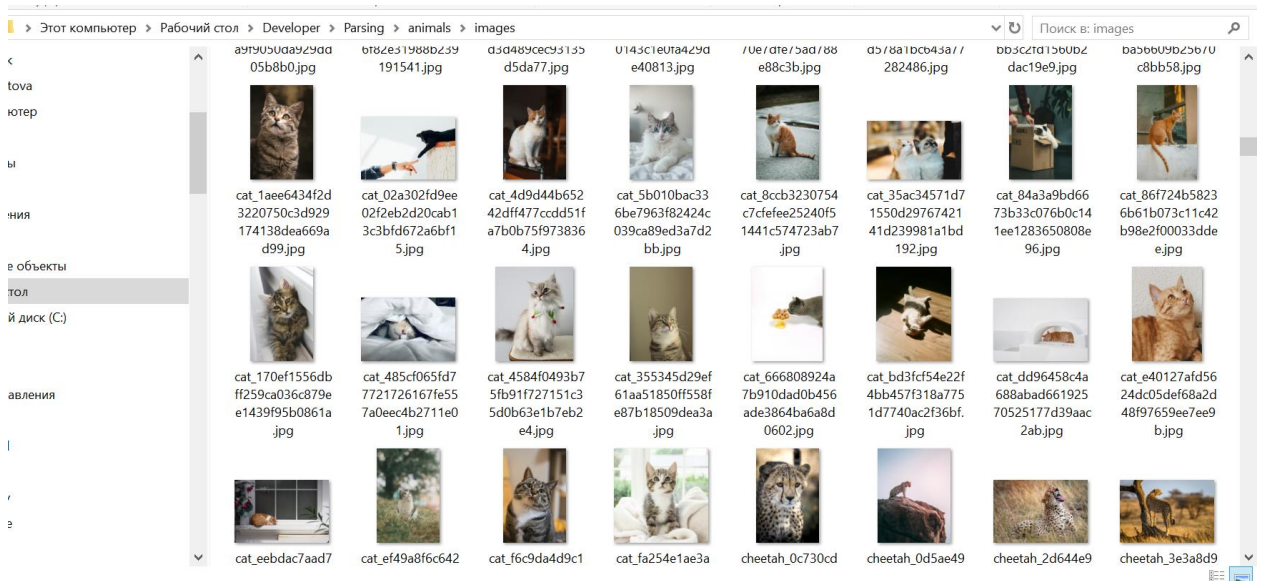 Этот компьютер > Рабочий стол > Developer > Parsing > animals > images
Поиск в: images
к
tova
ютер
ы
ения
е объекты
тол
й диск (C:)
авления
a9f9050da929dd 6f82e31988b239 d3d489cec93135 0143c1e0fa429d 70e7dfe75ad788 d578a1bc643a77 bb3c2fd1560b2 ba56609b25670
05b8b0.jpg 191541.jpg d5da77.jpg e40813.jpg e88c3b.jpg 282486.jpg dac19e9.jpg c8bb58.jpg
cat_1aee6434f2d cat_02a302fd9ee cat_4d9d44b652 cat_5b010bac33 cat_8ccb3230754 cat_35ac34571d7 cat_84a3a9bd66 cat_86f724b5823
3220750c3d929 02f2eb2d20cab1 42dff477ccdd51f 6be7963f82424c c7cfefee25240f5 1550d29767421 73b33c076b0c14 6b61b073c11c42
174138dea669a 3c3bfd672a6bf1 a7b0b75f973836 039ca89ed3a7d2 1441c574723ab7 41d239981a1bd 1ee1283650808e b98e2f00033dde
d99.jpg 5.jpg 4.jpg bb.jpg .jpg 192.jpg 96.jpg e.jpg
cat_170ef1556db cat_485cf065fd7 cat_4584f0493b7 cat_355345d29ef cat_666808924a cat_bd3fcf54e22f cat_dd96458c4a cat_e40127afd56
ff259ca036c879e 7721726167fe55 5fb91f727151c3 61aa51850ff558f 7b910dad0b456 4bb457f318a775 688abad661925 24dc05def68a2d
e1439f95b0861a 7a0eec4b2711e0 5d0b63e1b7eb2 e87b18509dea3a ade3864ba6a8d 1d7740ac2f36bf. 70525177d39aac 48f97659ee7ee9
.jpg 1.jpg e4.jpg .jpg 0602.jpg jpg 2ab.jpg b.jpg
cat_eebdac7aad7 cat_ef49a8f6c642 cat_f6c9da4d9c1 cat_fa254e1ae3a cheetah_0c730cd cheetah_0d5ae49 cheetah_2d644e9 cheetah_3e3a8d9